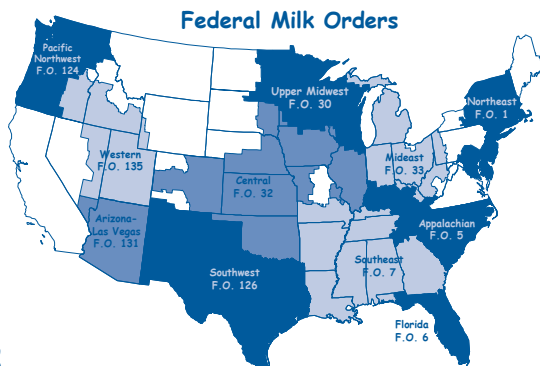 Federal Milk Orders
Pacific
Northwest
F.O. 124
Upper Midwest
F.O. 30
Northeast
F.O. 1
Western
F.O. 135
Mideast
F.O. 33
Central
F.O. 32
Arizona-
Las Vegas
F.O. 131
Appalachian
F.O. 5
Southeast
F.O. 7
Southwest
F.O. 126
Florida
F.O. 6